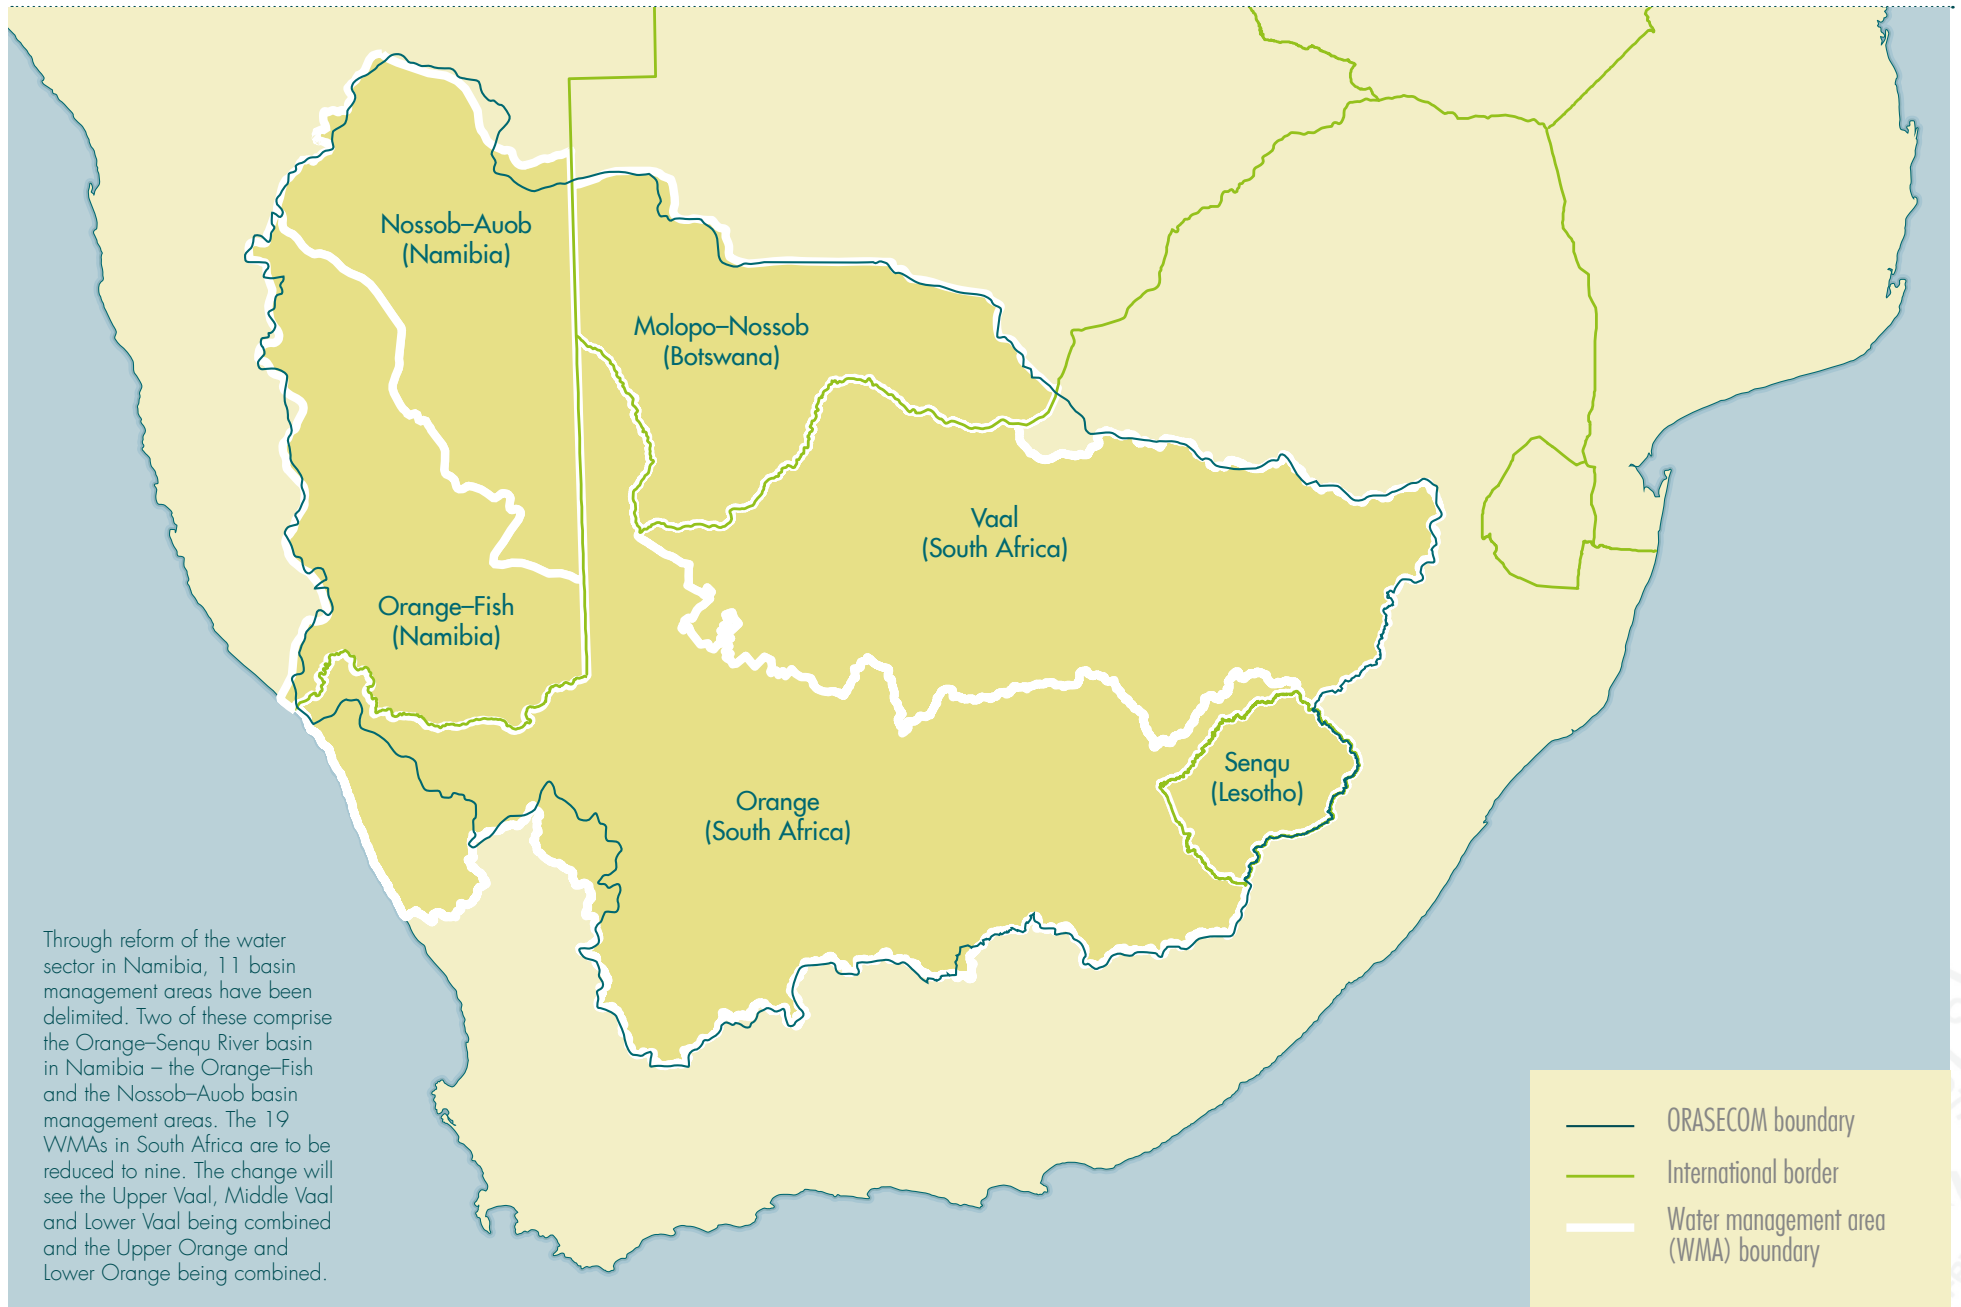 Nossob–Auob
(Namibia)
Molopo–Nossob
(Botswana)
Vaal
(South Africa)
Orange–Fish
(Namibia)
Senqu
(Lesotho)
Orange
(South Africa)
Through reform of the water
sector in Namibia, 11 basin
management areas have been
delimited. Two of these comprise
the Orange–Senqu River basin
in Namibia – the Orange–Fish
and the Nossob–Auob basin
management areas. The 19
WMAs in South Africa are to be
reduced to nine. The change will
see the Upper Vaal, Middle Vaal
and Lower Vaal being combined
and the Upper Orange and
Lower Orange being combined.
ORASECOM boundary
International border
Water management area
(WMA) boundary